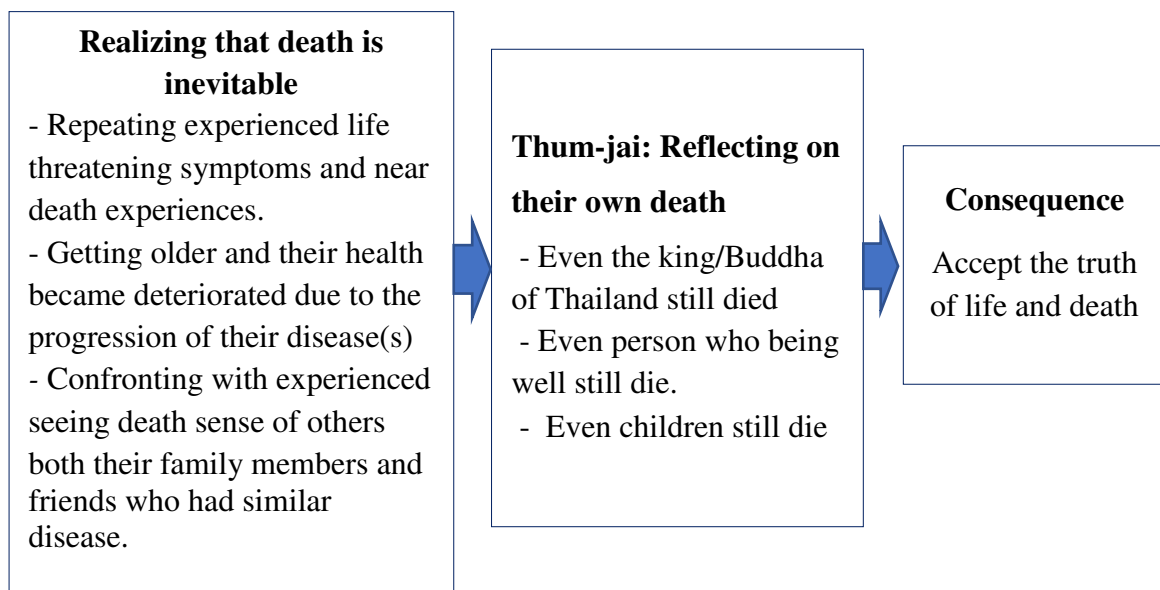 Realizing that death is
inevitable
- Repeating experienced life
threatening symptoms and near
death experiences.
- Getting older and their health
became deteriorated due to the
progression of their disease(s)
- Confronting with experienced
seeing death sense of others
both their family members and
friends who had similar
disease.
Thum-jai: Reflecting on
their own death
- Even the king/Buddha
of Thailand still died
- Even person who being
well still die.
- Even children still die
Consequence
Accept the truth
of life and death